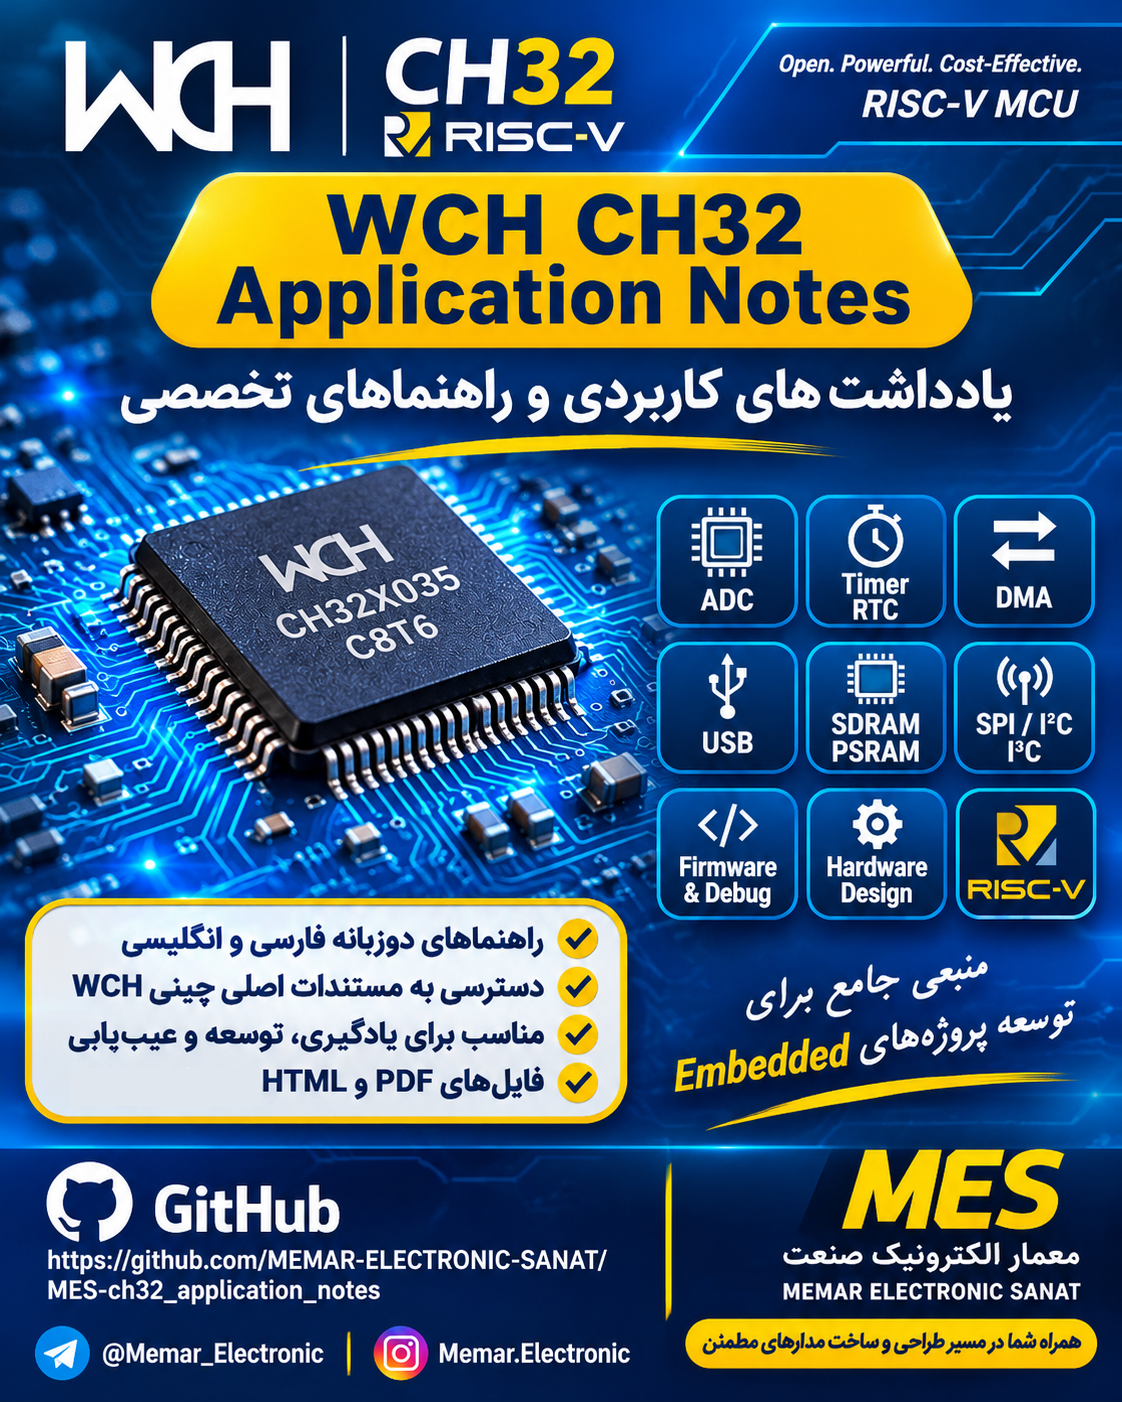 WCH
CH32
RISC-V
Open. Powerful. Cost-Effective.
RISC-V MCU
WCH CH32
Application Notes
یادداشت های کاربردی و راهنماهای تخصصی
WCH
CH32X035
C8T6
ADC
Timer
RTC
DMA
USB
SDRAM
PSRAM
SPI / I²C
I³C
</>
Firmware
& Debug
Hardware
Design
RISC-V
راهنماهای دوزبانه فارسی و انگلیسی
دسترسی به مستندات اصلی چینی WCH
مناسب برای یادگیری، توسعه و عیب‌یابی
فایل‌های PDF و HTML
منبعی جامع برای
توسعه پروژه‌های Embedded
GitHub
https://github.com/MEMAR-ELECTRONIC-SANAT/
MES-ch32_application_notes
@Memar_Electronic
Memar.Electronic
MES
معمار الکترونیک صنعت
MEMAR ELECTRONIC SANAT
همراه شما در مسیر طراحی و ساخت مدارهای مطمئن